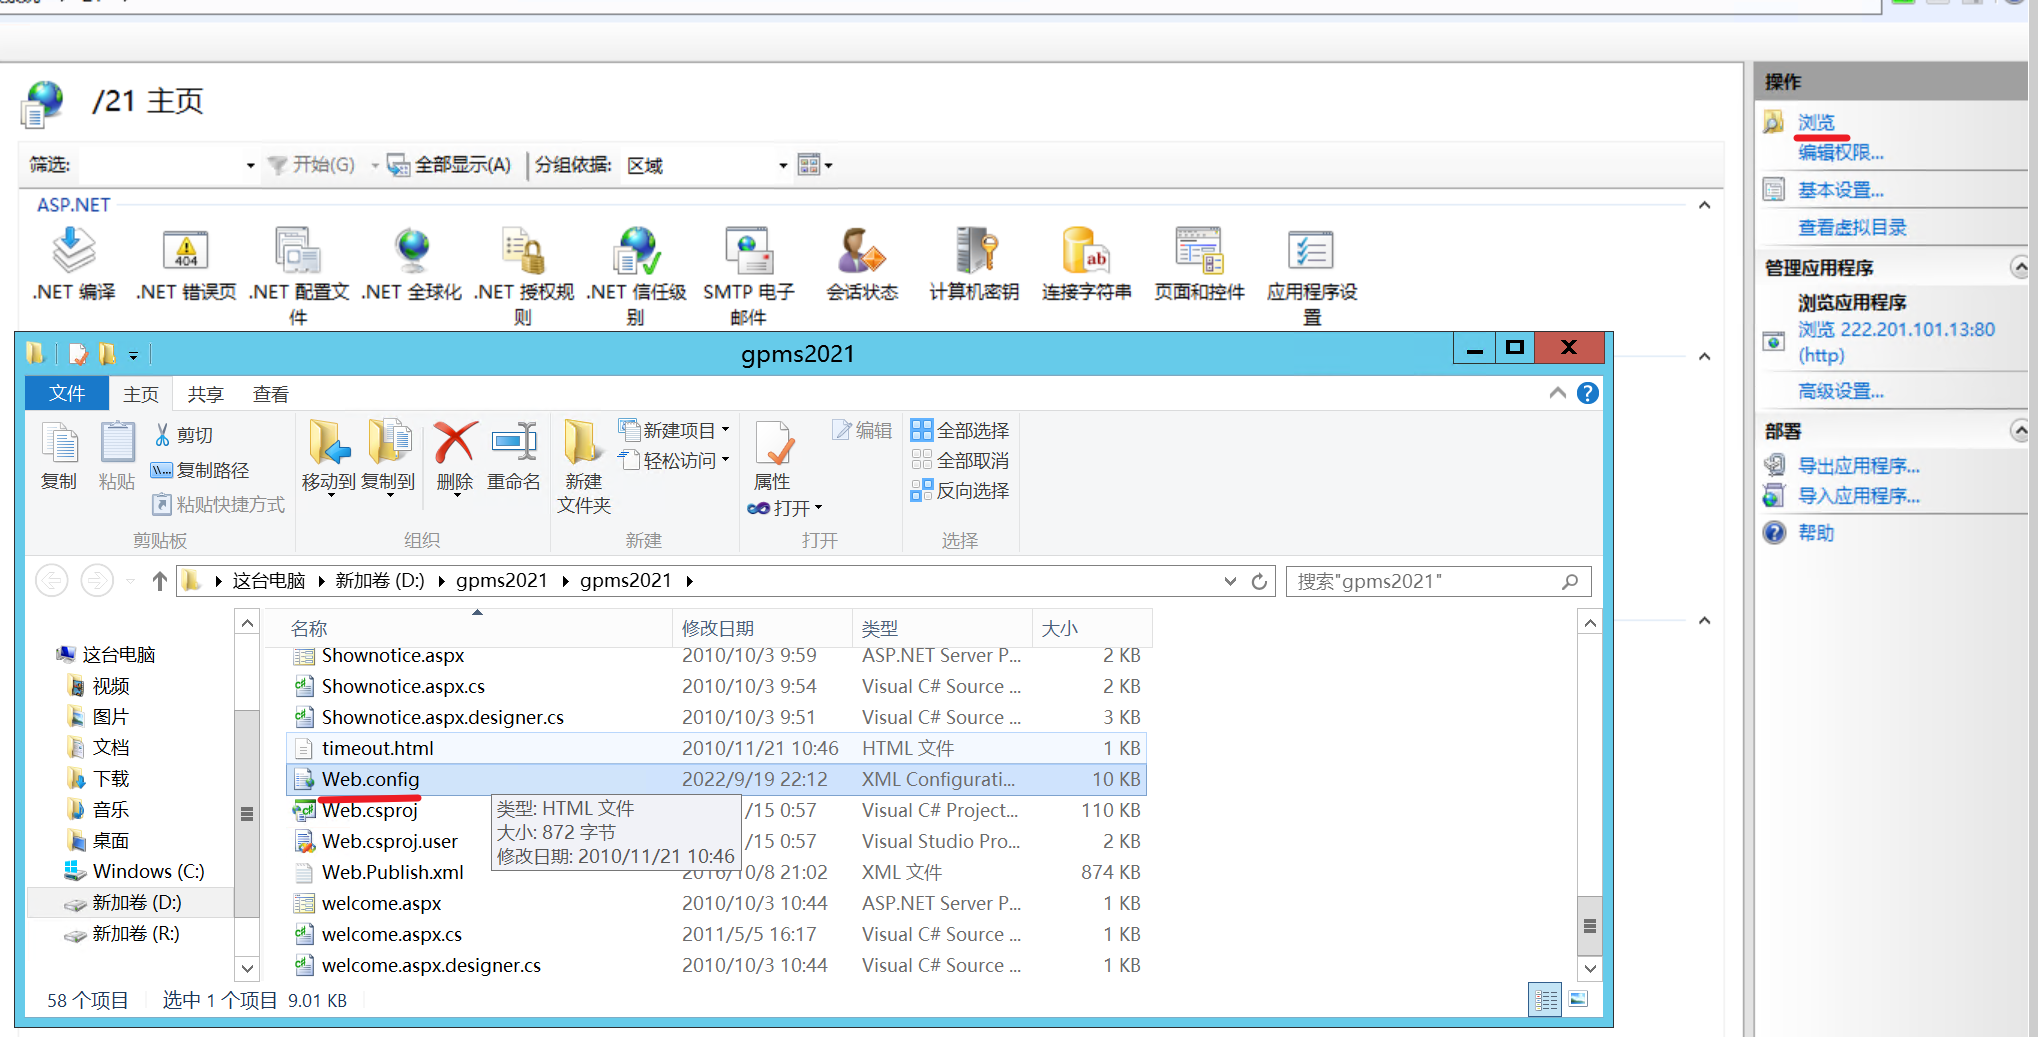 /21 主页
筛选:
开始(G)
全部显示(A)
分组依据:
区域
ASP.NET
.NET 编译
.NET 错误页
.NET 配置文件
.NET 全球化
.NET 授权规则
.NET 信任级别
SMTP 电子邮件
会话状态
计算机密钥
连接字符串
页面和控件
应用程序设置
404
ab
操作
浏览
编辑权限...
基本设置...
查看虚拟目录
管理应用程序
浏览应用程序
浏览 222.201.101.13:80
(http)
高级设置...
部署
导出应用程序...
导入应用程序...
帮助
gpms2021
文件
主页
共享
查看
复制
粘贴
剪切
复制路径
粘贴快捷方式
剪贴板
移动到
复制到
删除
重命名
组织
新建
文件夹
新建项目
轻松访问
新建
属性
打开
编辑
打开
全部选择
全部取消
反向选择
选择
这台电脑
新加卷 (D:)
gpms2021
gpms2021
搜索"gpms2021"
这台电脑
视频
图片
文档
下载
音乐
桌面
Windows (C:)
新加卷 (D:)
新加卷 (R:)
名称 修改日期 类型 大小
Shownotice.aspx 2010/10/3 9:59 ASP.NET Server P... 2 KB
Shownotice.aspx.cs 2010/10/3 9:54 Visual C# Source ... 2 KB
Shownotice.aspx.designer.cs 2010/10/3 9:51 Visual C# Source ... 3 KB
timeout.html 2010/11/21 10:46 HTML 文件 1 KB
Web.config 2022/9/19 22:12 XML Configurati... 10 KB
Web.csproj /15 0:57 Visual C# Project... 110 KB
Web.csproj.user /15 0:57 Visual Studio Pro... 2 KB
Web.Publish.xml 2016/10/8 21:02 XML 文件 874 KB
welcome.aspx 2010/10/3 10:44 ASP.NET Server P... 1 KB
welcome.aspx.cs 2011/5/5 16:17 Visual C# Source ... 1 KB
welcome.aspx.designer.cs 2010/10/3 10:44 Visual C# Source ... 1 KB
类型: HTML 文件
大小: 872 字节
修改日期: 2010/11/21 10:46
58 个项目
选中 1 个项目 9.01 KB